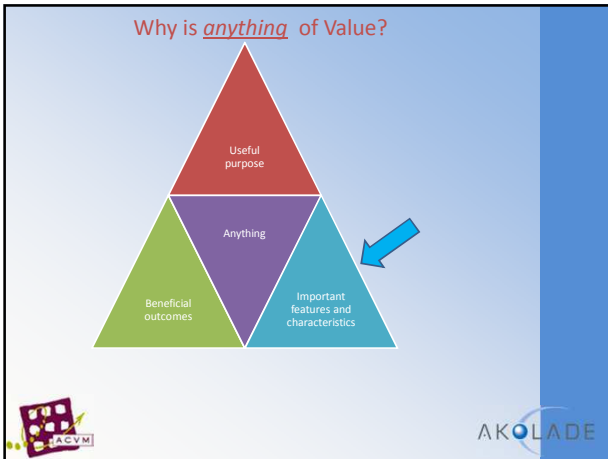 Why is anything of Value?
Useful
purpose
Anything
Beneficial
outcomes
Important
features and
characteristics
ACVM
AKOLADE